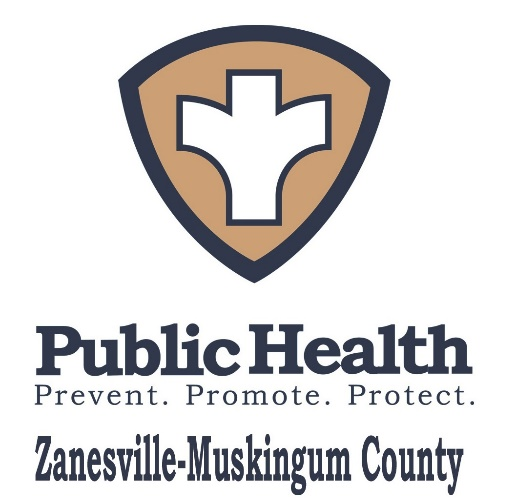 Public Health
Prevent. Promote. Protect.
Zanesville-Muskingum County